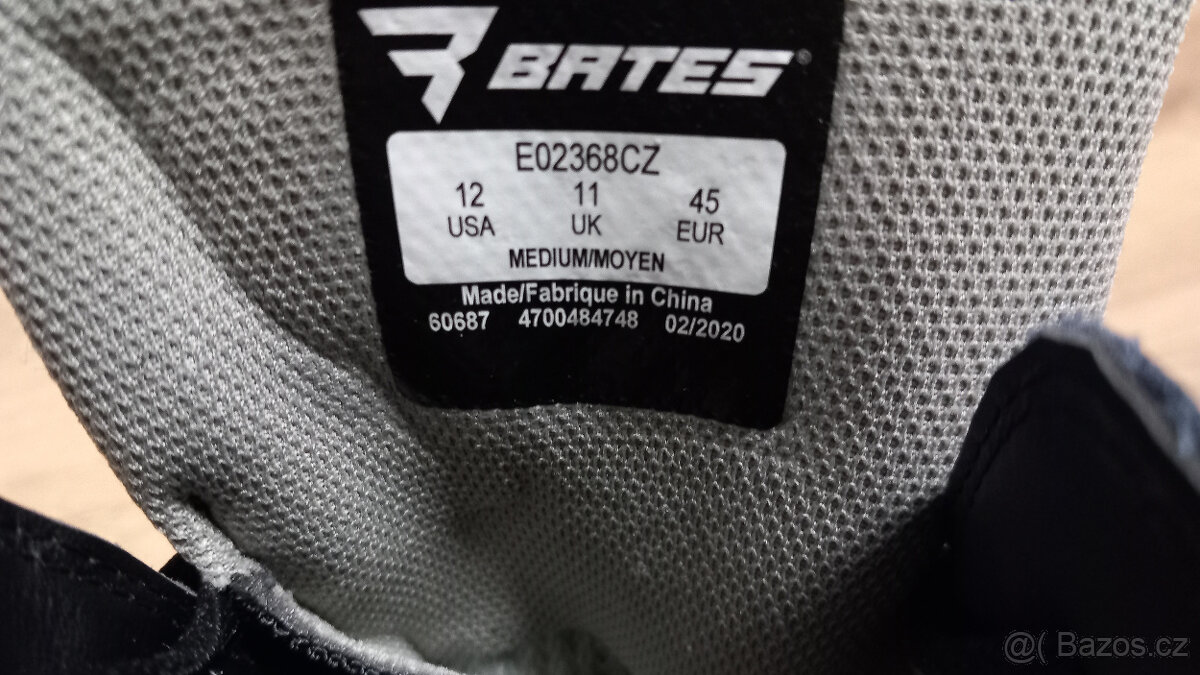 BATES
E02368CZ
12 11 45
USA UK EUR
MEDIUM/MOYEN
Made/Fabrique in China
60687 4700484748 02/2020
@( Bazos.cz